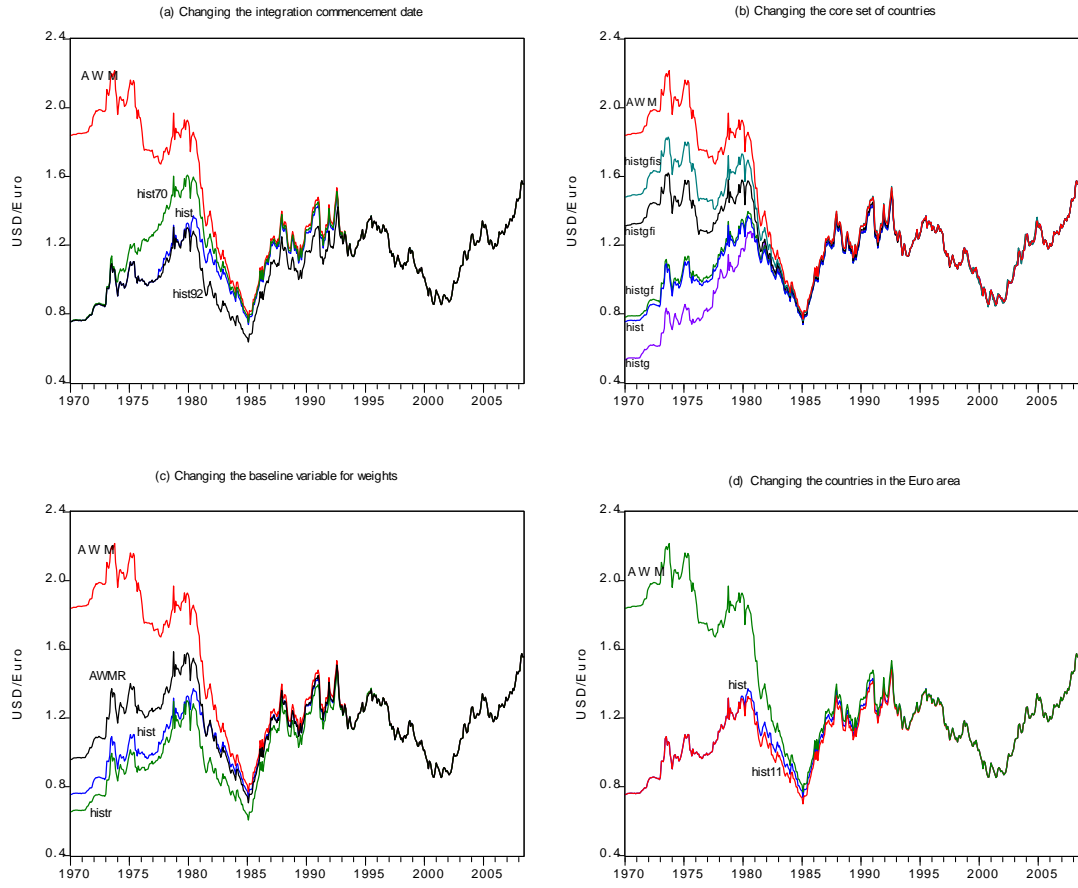 (a) Changing the integration commencement date
2.4
2.0
1.6
1.2
0.8
0.4
USD/Euro
AWM
hist70
hist
hist92
1970 1975 1980 1985 1990 1995 2000 2005
(b) Changing the core set of countries
2.4
2.0
1.6
1.2
0.8
0.4
USD/Euro
AWM
histgfis
histgfi
histgf
hist
histg
1970 1975 1980 1985 1990 1995 2000 2005
(c) Changing the baseline variable for weights
2.4
2.0
1.6
1.2
0.8
0.4
USD/Euro
AWM
AWMR
hist
histr
1970 1975 1980 1985 1990 1995 2000 2005
(d) Changing the countries in the Euro area
2.4
2.0
1.6
1.2
0.8
0.4
USD/Euro
AWM
hist
hist11
1970 1975 1980 1985 1990 1995 2000 2005